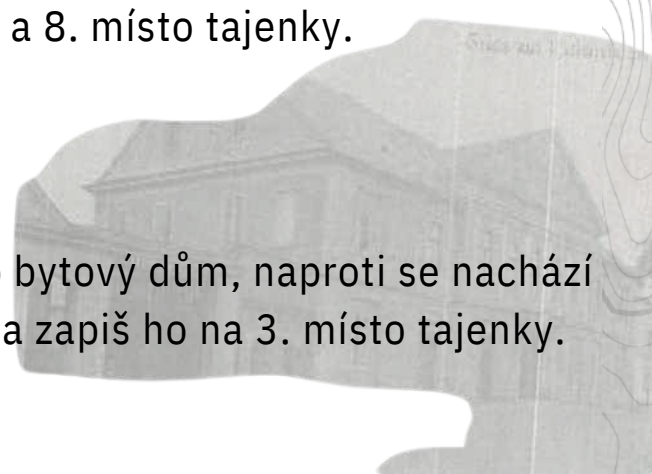 a 8. místo tajenky.
bytový dům, naproti se nachází
a zapiš ho na 3. místo tajenky.